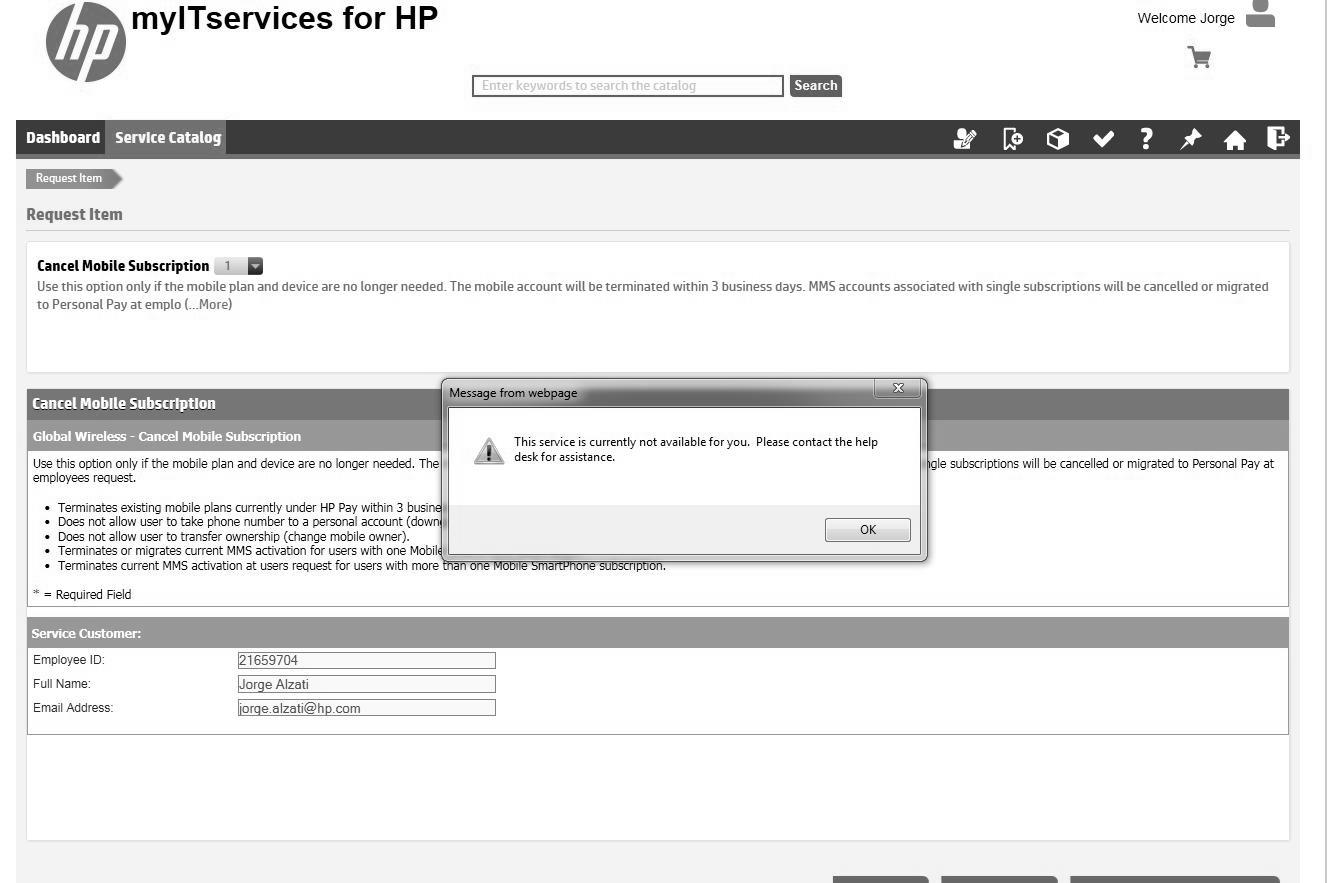 hp
myITservices for HP
Welcome Jorge
Enter keywords to search the catalog
Search
Dashboard
Service Catalog
Request Item
Request Item
Cancel Mobile Subscription 1
Use this option only if the mobile plan and device are no longer needed. The mobile account will be terminated within 3 business days. MMS accounts associated with single subscriptions will be cancelled or migrated
to Personal Pay at emplo (...More)
Message from webpage
This service is currently not available for you. Please contact the help
desk for assistance.
OK
Cancel Mobile Subscription
Global Wireless - Cancel Mobile Subscription
Use this option only if the mobile plan and device are no longer needed. The
subscriptions will be cancelled or migrated to Personal Pay at
employees request.
• Terminates existing mobile plans currently under HP Pay within 3
• Does not allow user to take phone number to a personal account
• Does not allow user to transfer ownership (change mobile owner).
• Terminates or migrates current MMS activation for users with one Mobile
• Terminates current MMS activation at users request for users with more than one Mobile SmartPhone subscription.
* = Required Field
Service Customer:
Employee ID: 21659704
Full Name: Jorge Alzati
Email Address: jorge.alzati@hp.com